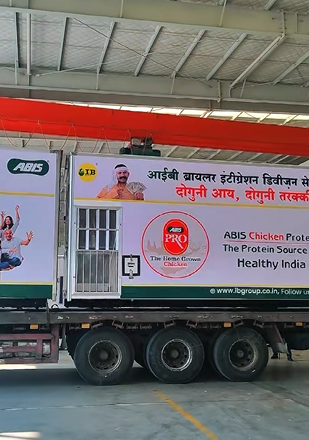 ABIS
IB
आईबी ब्रायलर इंटीग्रेशन डिवीजन से
दोगुनी आय, दोगुनी तरक्की
ABIS
PRO
The Home Grown
Chicken
ABIS Chicken Prote
The Protein Source
Healthy India
www.ibgroup.co.in, Follow u